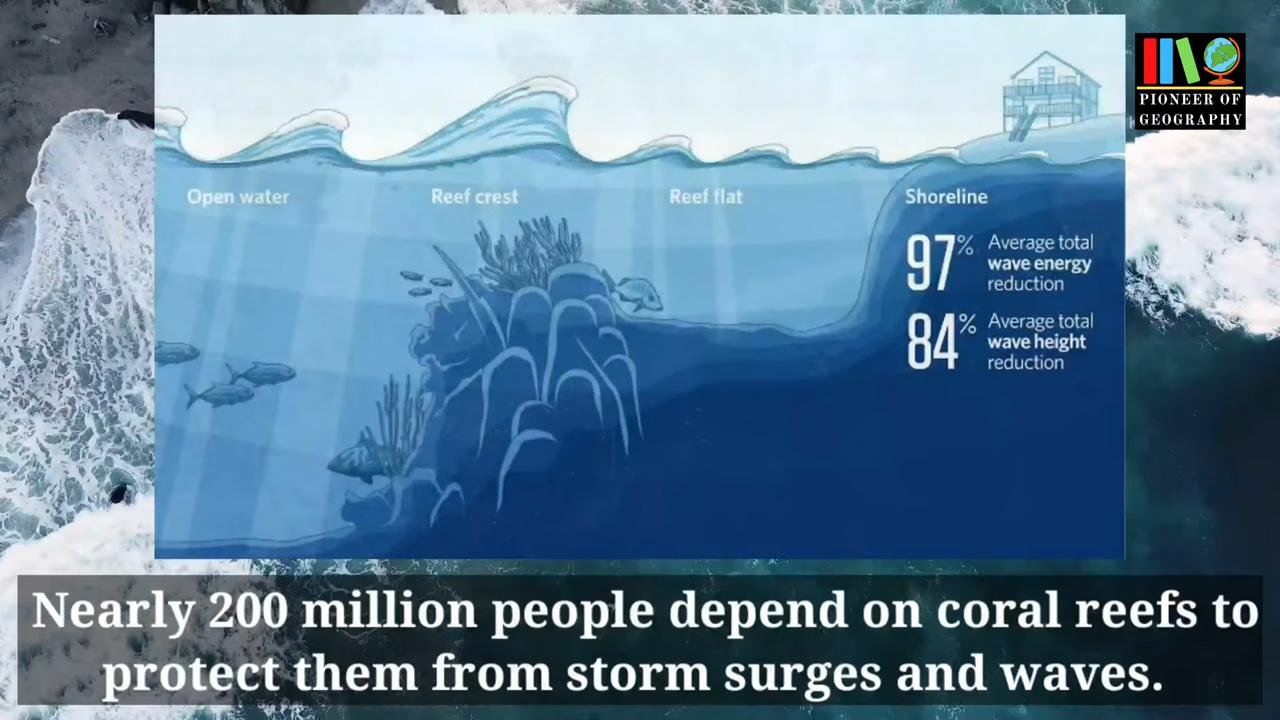 PIONEER OF
GEOGRAPHY
Open water
Reef crest
Reef flat
Shoreline
97%
Average total
wave energy
reduction
84%
Average total
wave height
reduction
Nearly 200 million people depend on coral reefs to
protect them from storm surges and waves.